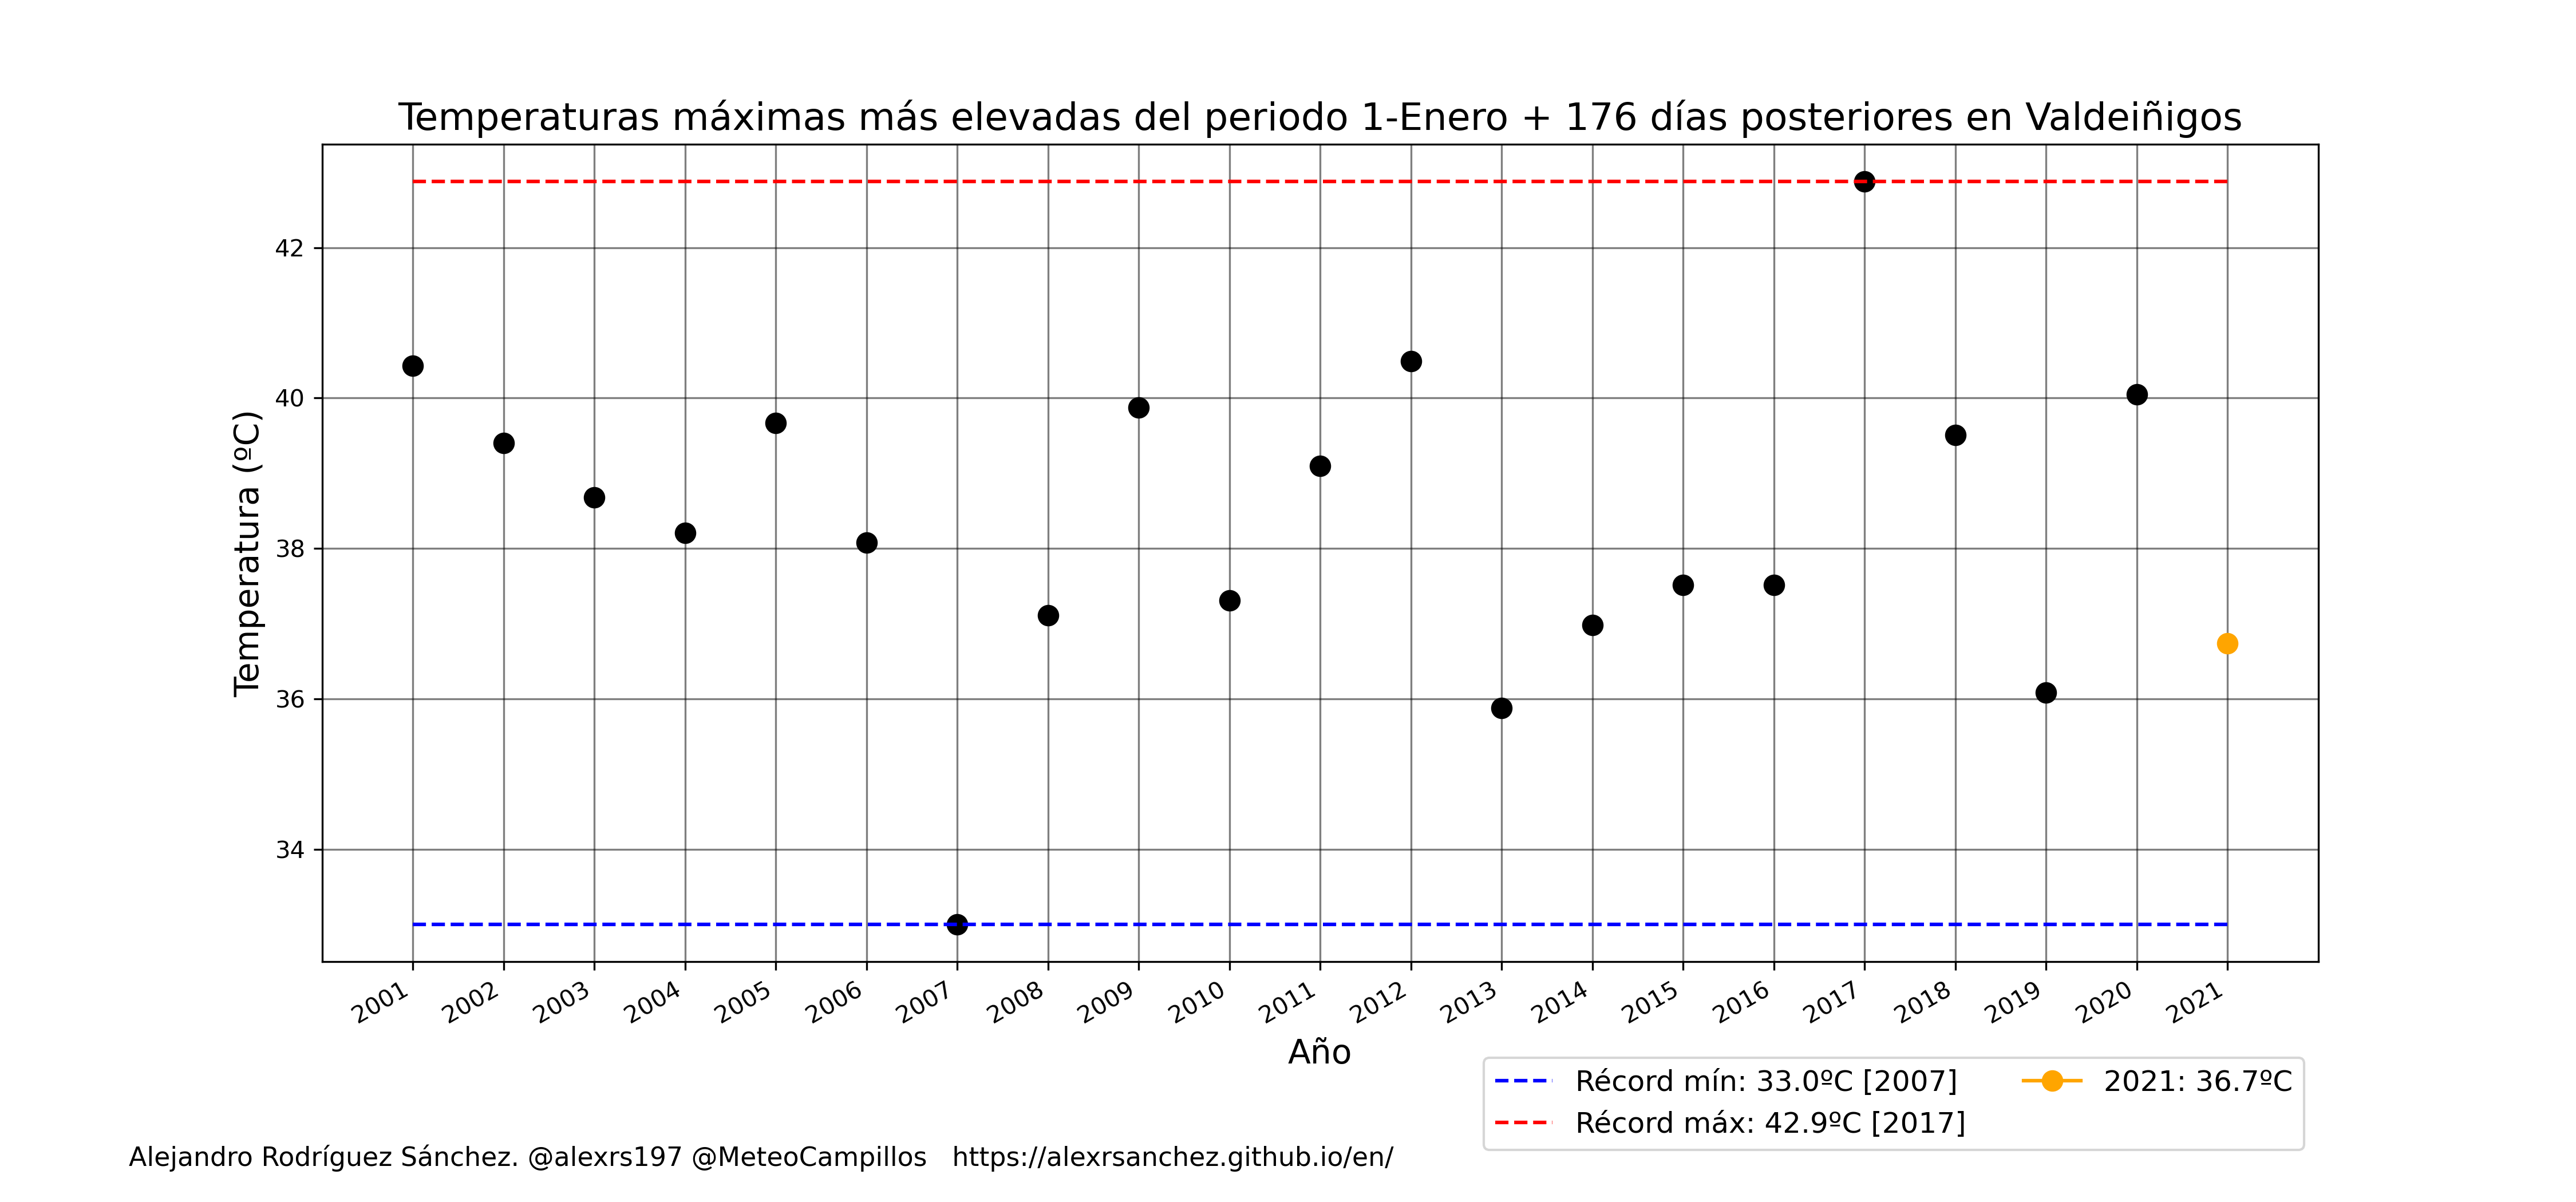 Temperaturas máximas más elevadas del periodo 1-Enero + 176 días posteriores en Valdeiñigos
Temperatura (ºC)
42
40
38
36
34
2001 2002 2003 2004 2005 2006 2007 2008 2009 2010 2011 2012 2013 2014 2015 2016 2017 2018 2019 2020 2021
Año
Récord mín: 33.0ºC [2007]
Récord máx: 42.9ºC [2017]
2021: 36.7ºC
Alejandro Rodríguez Sánchez. @alexrs197 @MeteoCampillos https://alexrsanchez.github.io/en/